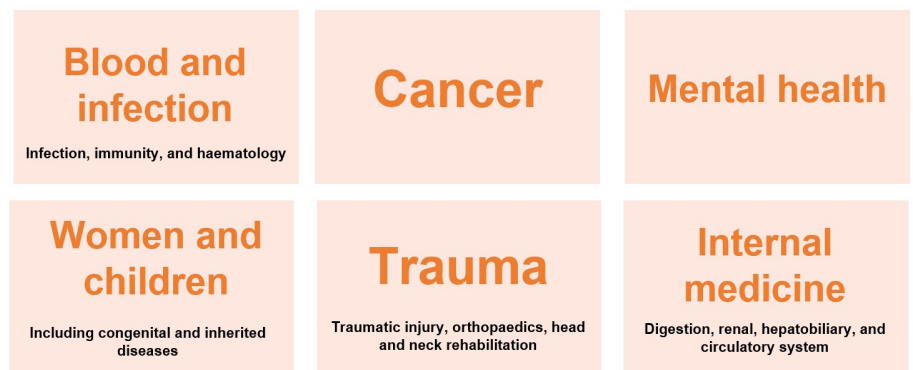 Blood and
infection
Infection, immunity, and haematology
Cancer
Mental health
Women and
children
Including congenital and inherited
diseases
Trauma
Traumatic injury, orthopaedics, head
and neck rehabilitation
Internal
medicine
Digestion, renal, hepatobiliary, and
circulatory system